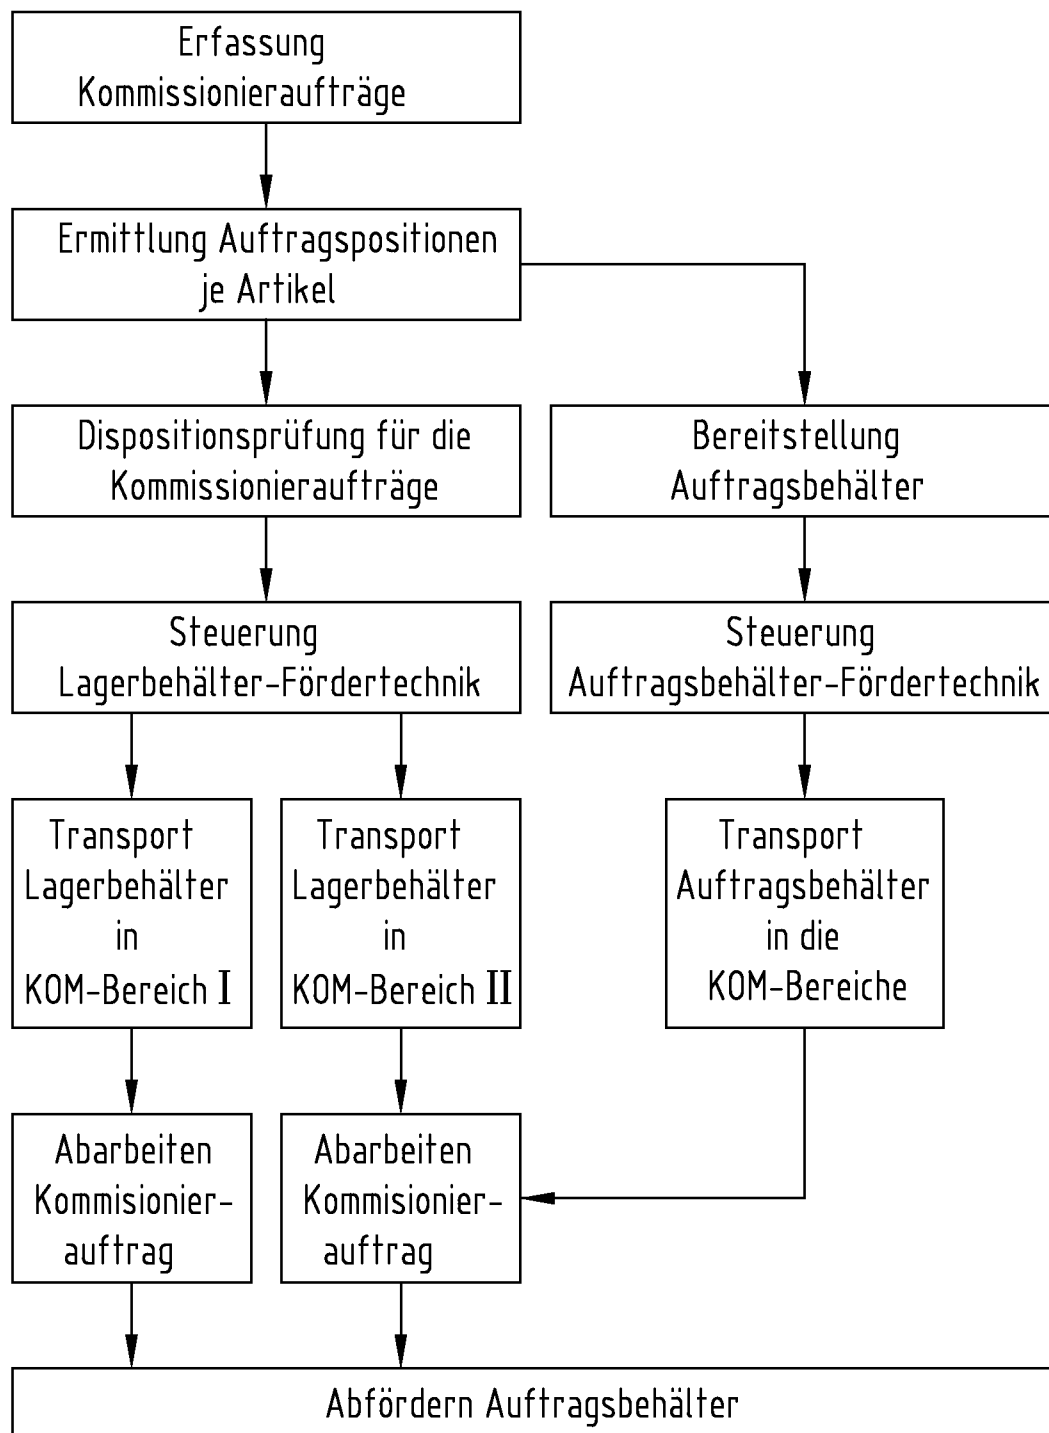 Erfassung
Kommissionieraufträge
Ermittlung Auftragspositionen
je Artikel
Dispositionsprüfung für die
Kommissionieraufträge
Bereitstellung
Auftragsbehälter
Steuerung
Lagerbehälter-Fördertechnik
Steuerung
Auftragsbehälter-Fördertechnik
Transport
Lagerbehälter
in
KOM-Bereich I
Transport
Lagerbehälter
in
KOM-Bereich II
Transport
Auftragsbehälter
in die
KOM-Bereiche
Abarbeiten
Kommisionier-
auftrag
Abarbeiten
Kommisionier-
auftrag
Abfördern Auftragsbehälter